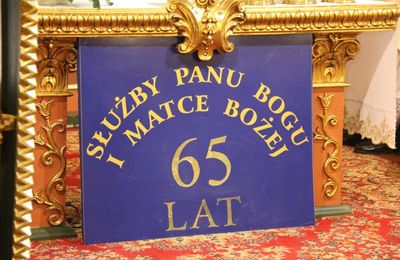 SŁUŻBY PANU BOGU
I MATCE BOŻEJ
65
LAT